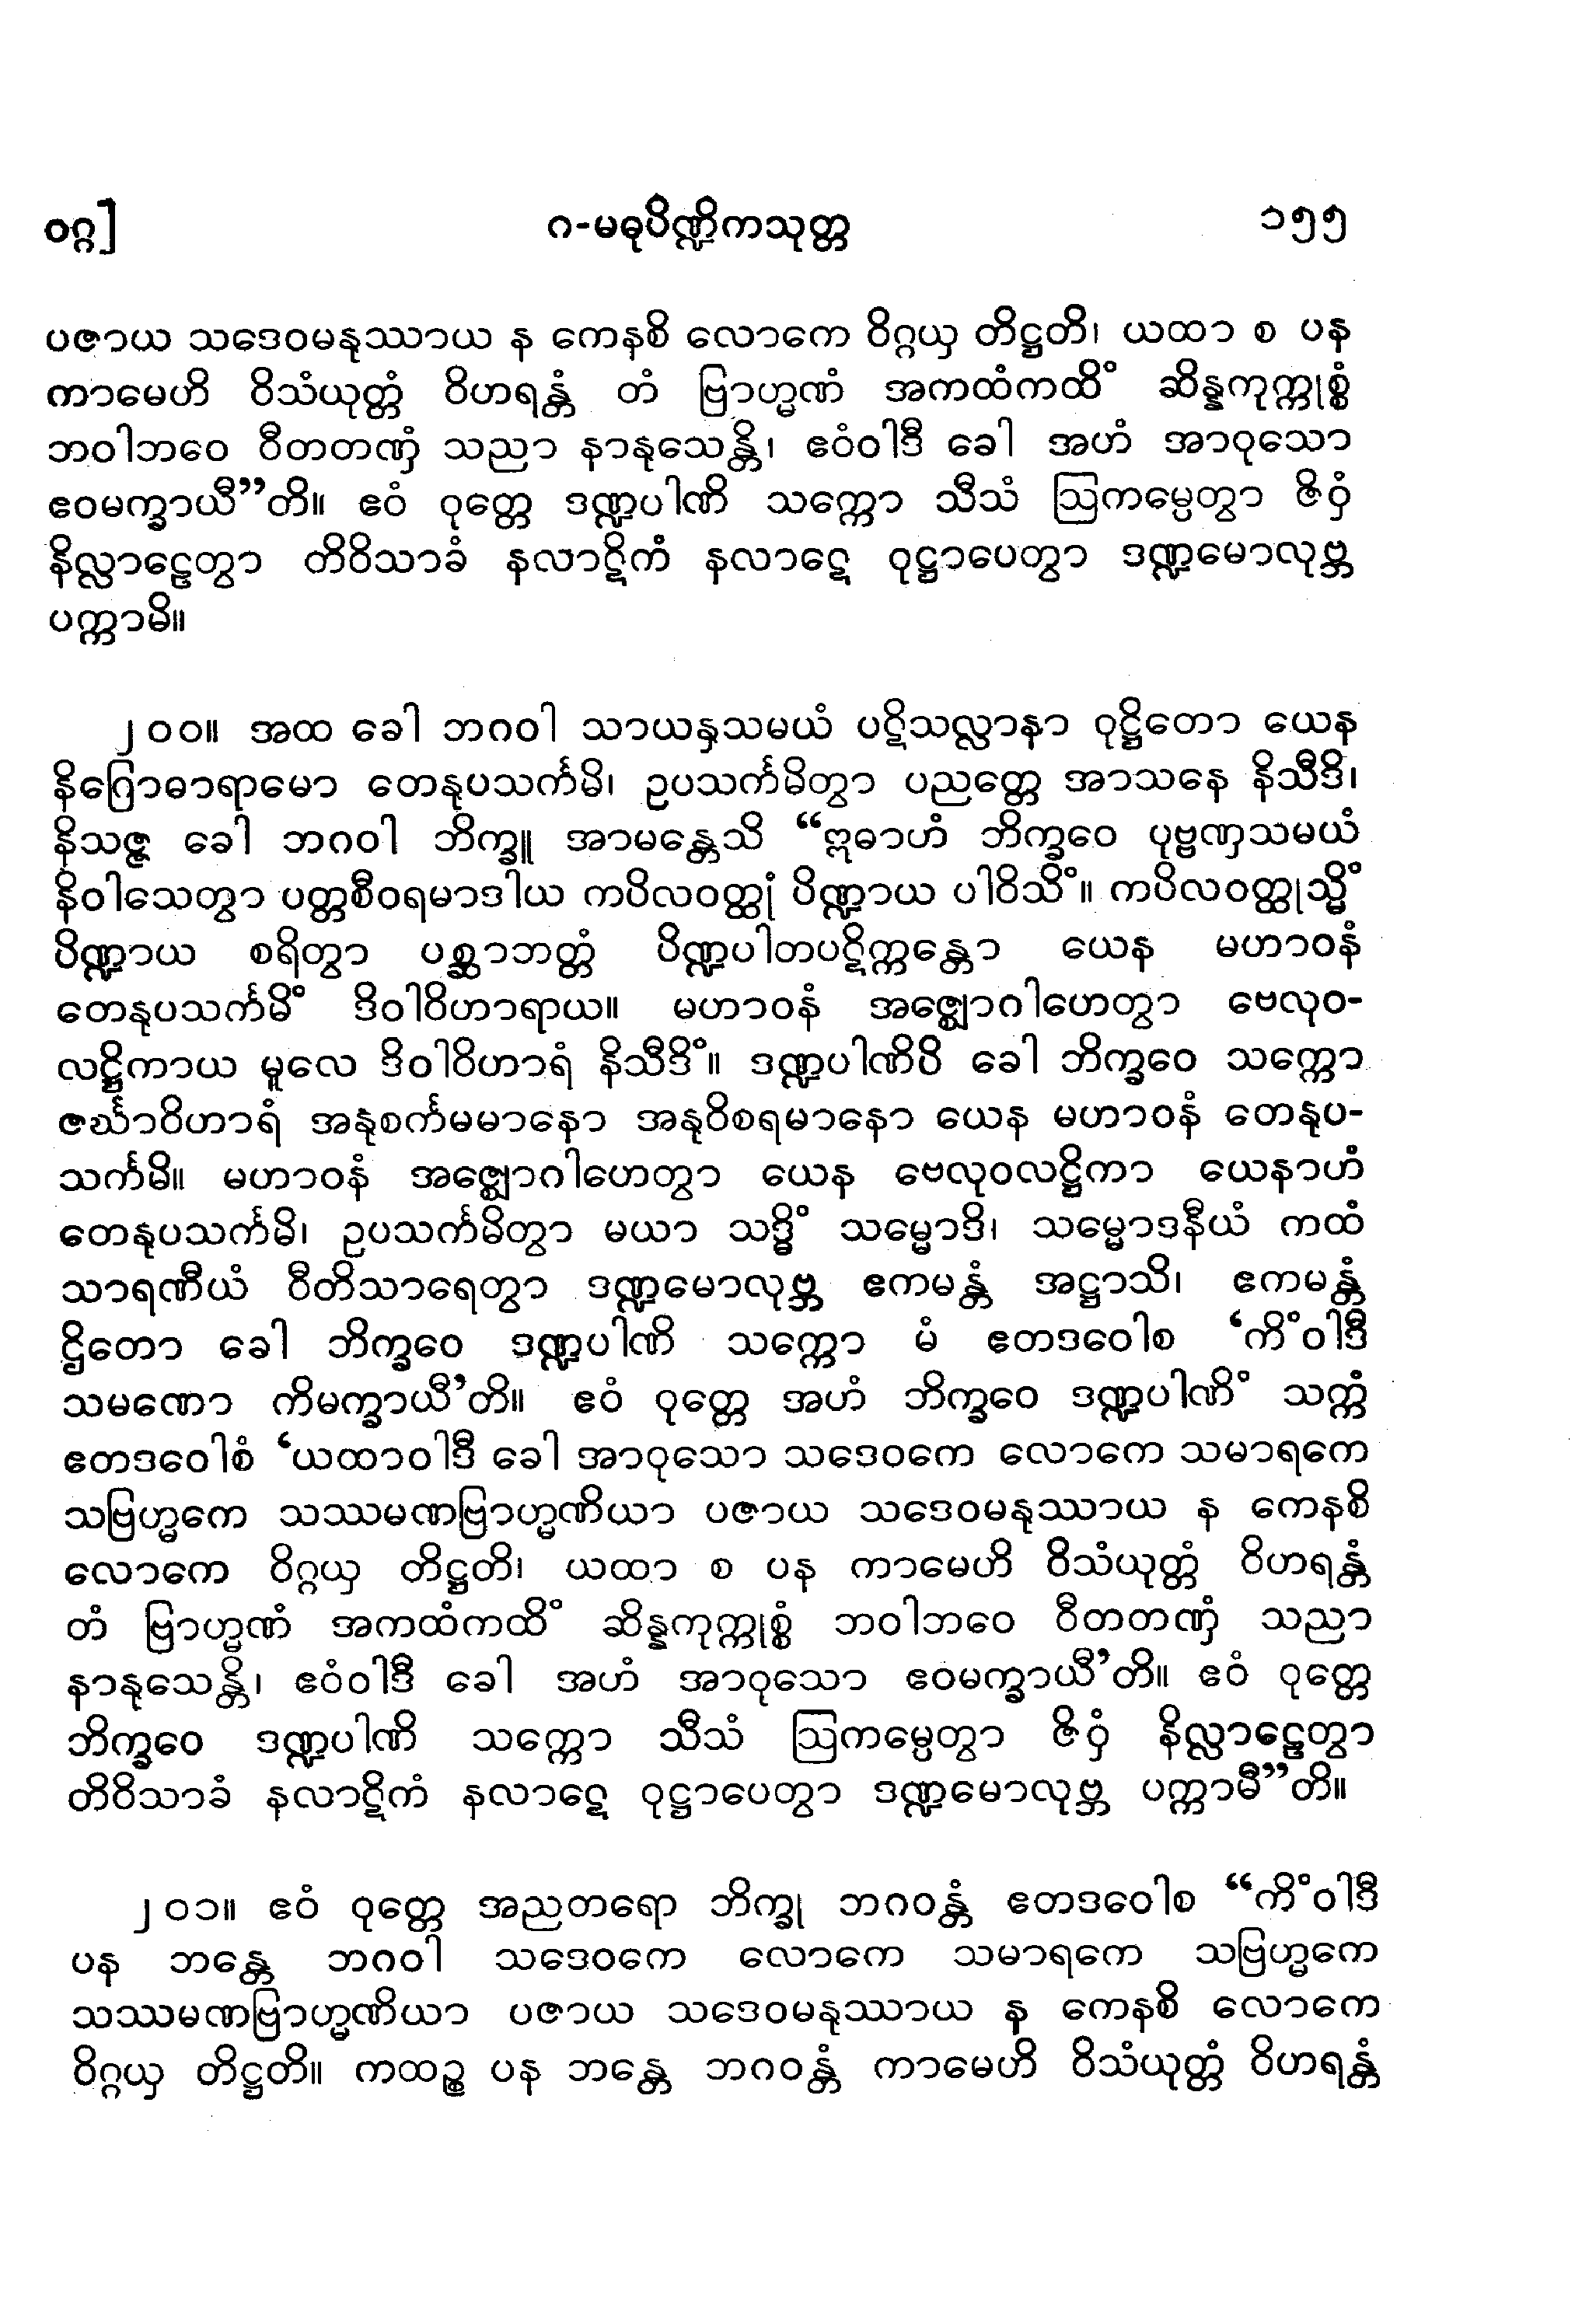 ဝဂ္ဂ] ဂ-မဓုပိဏ္ဍိကသုတ္တ ၁၅၅
ပဇာယ သဒေဝမနုဿာယ န ကေနစိ လောကေ ဝိဂ္ဂယှ တိဋ္ဌတိ၊ ယထာ စ ပန
ကာမေဟိ ဝိသံယုတ္တံ ဝိဟရန္တံ တံ ဗြာဟ္မဏံ အကထံကထိံ ဆိန္နကုက္ကုစ္စံ
ဘဝါဘဝေ ဝီတတဏှံ သညာ နာနုသေန္တိ၊ ဧဝံဝါဒီ ခေါ အဟံ အာဝုသော
ဧဝမက္ခာယီ”တိ။ ဧဝံ ဝုတ္တေ ဒဏ္ဍပါဏိ သက္ကော သီသံ ဩကမ္ပေတွာ ဇိဝှံ
နိလ္လာဠေတွာ တိဝိသာခံ နလာဋိကံ နလာဋေ ဝုဋ္ဌာပေတွာ ဒဏ္ဍမောလုဗ္ဘ
ပက္ကာမိ။
၂၀၀။ အထ ခေါ ဘဂဝါ သာယနှသမယံ ပဋိသလ္လာနာ ဝုဋ္ဌိတော ယေန
နိဂြောဓာရာမော တေနုပသင်္ကမိ၊ ဥပသင်္ကမိတွာ ပညတ္တေ အာသနေ နိသီဒိ၊
နိသဇ္ဇ ခေါ ဘဂဝါ ဘိက္ခူ အာမန္တေသိ “ဣဓာဟံ ဘိက္ခဝေ ပုဗ္ဗဏှသမယံ
နိဝါသေတွာ ပတ္တစီဝရမာဒါယ ကပိလဝတ္ထုံ ပိဏ္ဍာယ ပါဝိသိံ။ ကပိလဝတ္ထုသ္မိံ
ပိဏ္ဍာယ စရိတွာ ပစ္ဆာဘတ္တံ ပိဏ္ဍပါတပဋိက္ကန္တော ယေန မဟာဝနံ
တေနုပသင်္ကမိံ ဒိဝါဝိဟာရာယ။ မဟာဝနံ အဇ္ဈောဂါဟေတွာ ဗေလုဝ-
လဋ္ဌိကာယ မူလေ ဒိဝါဝိဟာရံ နိသီဒိံ။ ဒဏ္ဍပါဏိပိ ခေါ ဘိက္ခဝေ သက္ကော
ဇင်္ဃာဝိဟာရံ အနုစင်္ကမမာနော အနုဝိစရမာနော ယေန မဟာဝနံ တေနုပ-
သင်္ကမိ။ မဟာဝနံ အဇ္ဈောဂါဟေတွာ ယေန ဗေလုဝလဋ္ဌိကာ ယေနာဟံ
တေနုပသင်္ကမိ၊ ဥပသင်္ကမိတွာ မယာ သဒ္ဓိံ သမ္မောဒိ၊ သမ္မောဒနီယံ ကထံ
သာရဏီယံ ဝီတိသာရေတွာ ဒဏ္ဍမောလုဗ္ဘ ဧကမန္တံ အဋ္ဌာသိ၊ ဧကမန္တံ
ဌိတော ခေါ ဘိက္ခဝေ ဒဏ္ဍပါဏိ သက္ကော မံ ဧတဒဝေါစ ‘ကိံဝါဒီ
သမဏော ကိမက္ခာယီ’တိ။ ဧဝံ ဝုတ္တေ အဟံ ဘိက္ခဝေ ဒဏ္ဍပါဏိံ သက္ကံ
ဧတဒဝေါစံ ‘ယထာဝါဒီ ခေါ အာဝုသော သဒေဝကေ လောကေ သမာရကေ
သဗြဟ္မကေ သဿမဏဗြာဟ္မဏိယာ ပဇာယ သဒေဝမနုဿာယ န ကေနစိ
လောကေ ဝိဂ္ဂယှ တိဋ္ဌတိ၊ ယထာ စ ပန ကာမေဟိ ဝိသံယုတ္တံ ဝိဟရန္တံ
တံ ဗြာဟ္မဏံ အကထံကထိံ ဆိန္နကုက္ကုစ္စံ ဘဝါဘဝေ ဝီတတဏှံ သညာ
နာနုသေန္တိ၊ ဧဝံဝါဒီ ခေါ အဟံ အာဝုသော ဧဝမက္ခာယီ’တိ။ ဧဝံ ဝုတ္တေ
ဘိက္ခဝေ ဒဏ္ဍပါဏိ သက္ကော သီသံ ဩကမ္ပေတွာ ဇိဝှံ နိလ္လာဠေတွာ
တိဝိသာခံ နလာဋိကံ နလာဋေ ဝုဋ္ဌာပေတွာ ဒဏ္ဍမောလုဗ္ဘ ပက္ကာမီ”တိ။
၂၀၁။ ဧဝံ ဝုတ္တေ အညတရော ဘိက္ခု ဘဂဝန္တံ ဧတဒဝေါစ “ကိံဝါဒီ
ပန ဘန္တေ ဘဂဝါ သဒေဝကေ လောကေ သမာရကေ သဗြဟ္မကေ
သဿမဏဗြာဟ္မဏိယာ ပဇာယ သဒေဝမနုဿာယ န ကေနစိ လောကေ
ဝိဂ္ဂယှ တိဋ္ဌတိ။ ကထဉ္စ ပန ဘန္တေ ဘဂဝန္တံ ကာမေဟိ ဝိသံယုတ္တံ ဝိဟရန္တံ